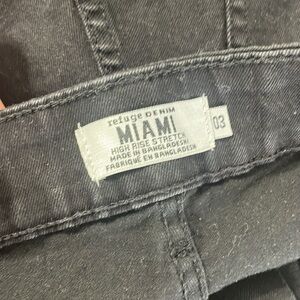 refuge DENIM
MIAMI
HIGH RISE STRETCH
MADE IN BANGLADESH
FABRIQUÉ EN BANGLADESH
03